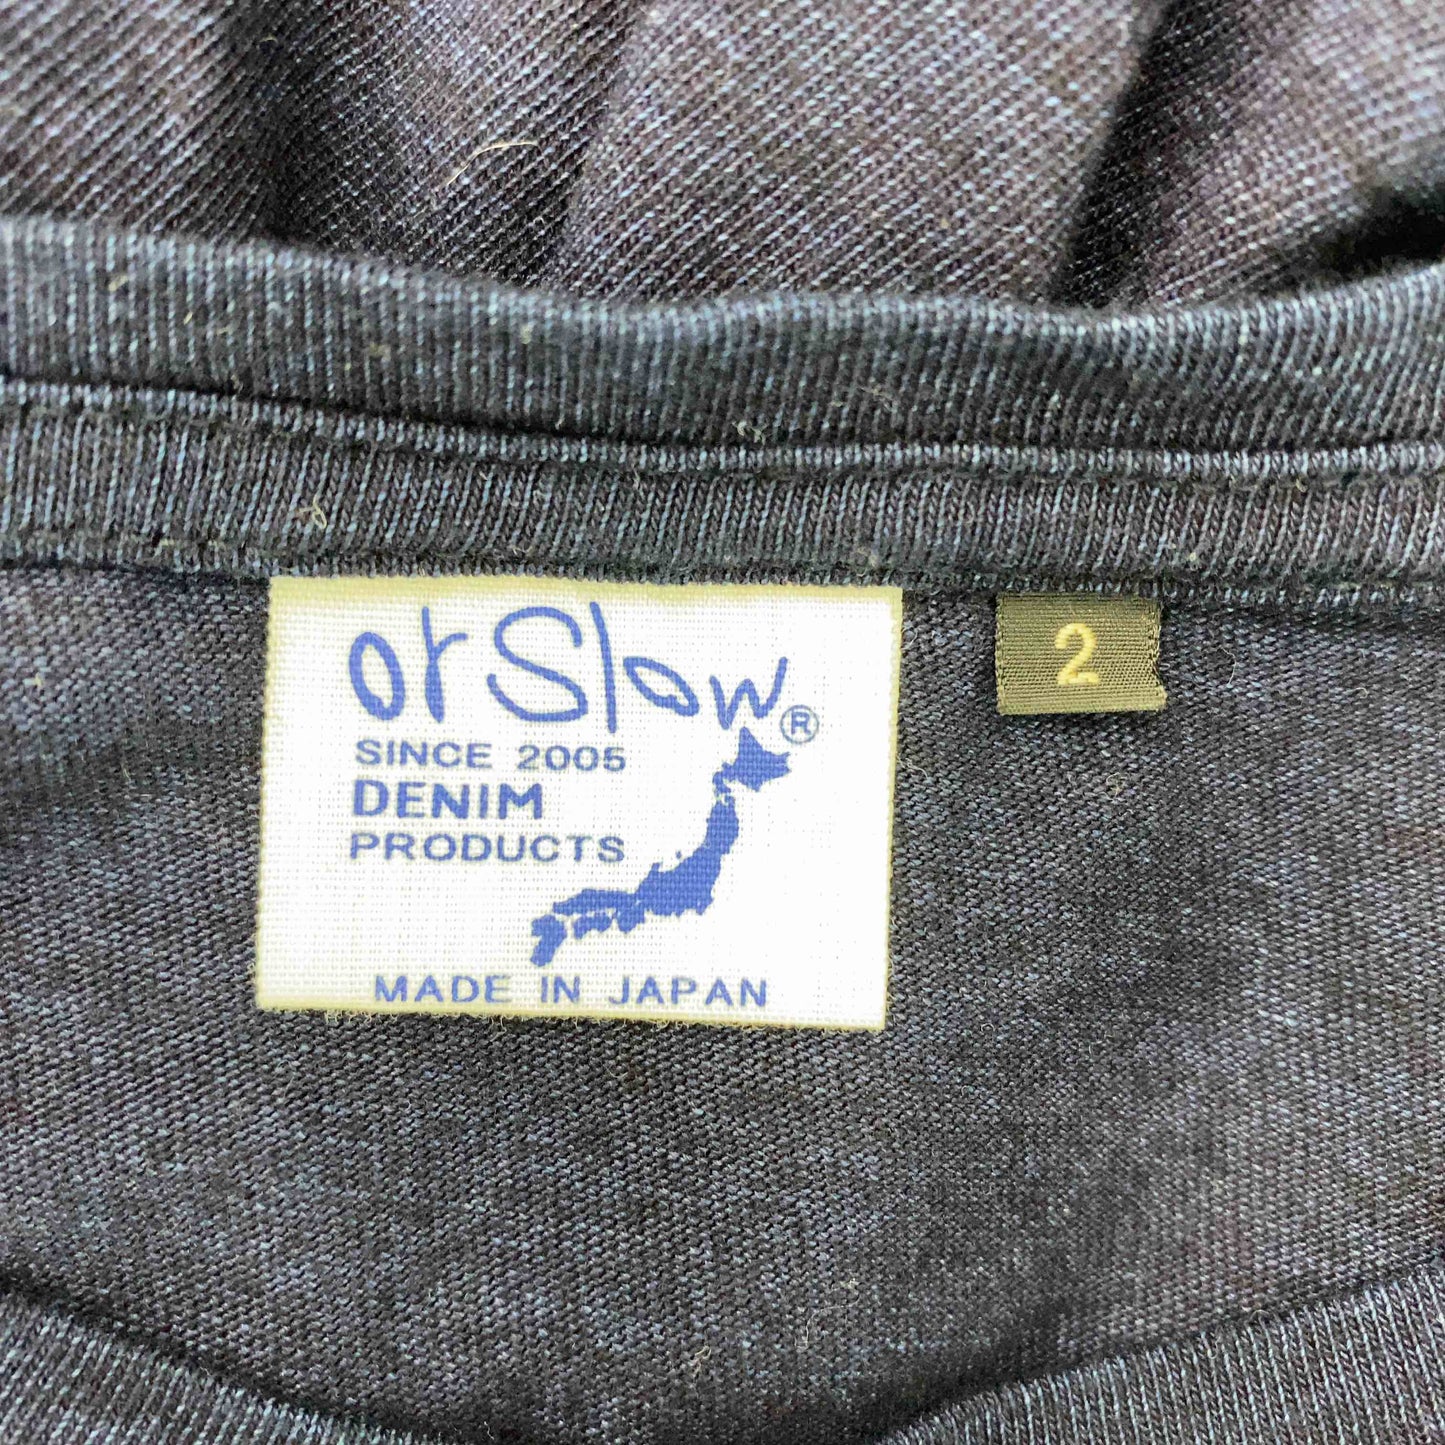 orSlow®
SINCE 2005
DENIM
PRODUCTS
MADE IN JAPAN
2